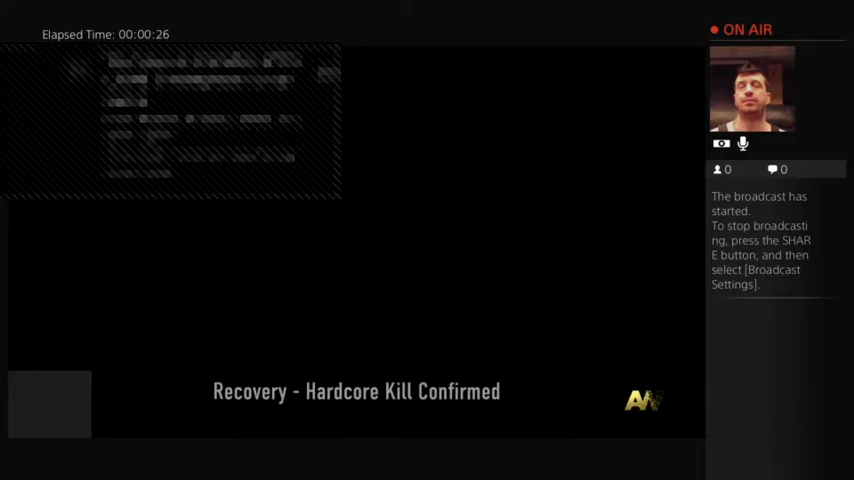 Elapsed Time: 00:00:26
ON AIR
0 0
The broadcast has
started.
To stop broadcasti
ng, press the SHAR
E button, and then
select [Broadcast
Settings].
Recovery - Hardcore Kill Confirmed
AW